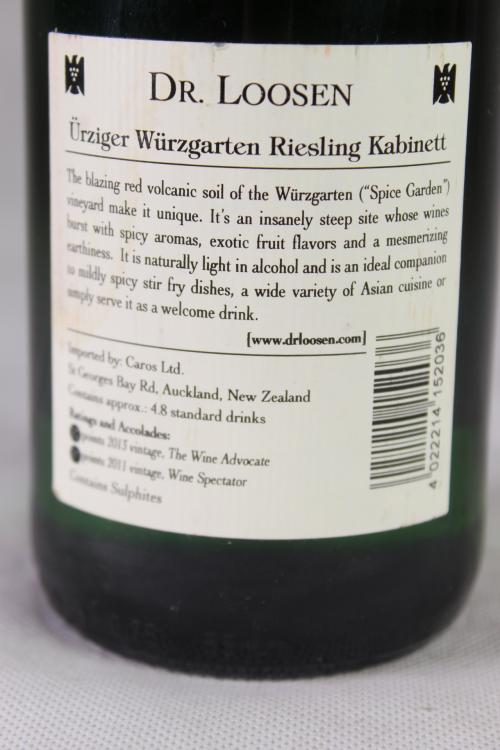 DR. LOOSEN
Ürziger Würzgarten Riesling Kabinett
The blazing red volcanic soil of the Würzgarten ("Spice Garden")
vineyard make it unique. It's an insanely steep site whose wines
burst with spicy aromas, exotic fruit flavors and a mesmerizing
earthiness. It is naturally light in alcohol and is an ideal companion
to mildly spicy stir fry dishes, a wide variety of Asian cuisine or
simply serve it as a welcome drink.
[www.drloosen.com]
Imported by: Caros Ltd.
St Georges Bay Rd, Auckland, New Zealand
Contains approx.: 4.8 standard drinks
Ratings and Accolades:
points 2015 vintage, The Wine Advocate
points 2011 vintage, Wine Spectator
Contains Sulphites
4 022214 152036